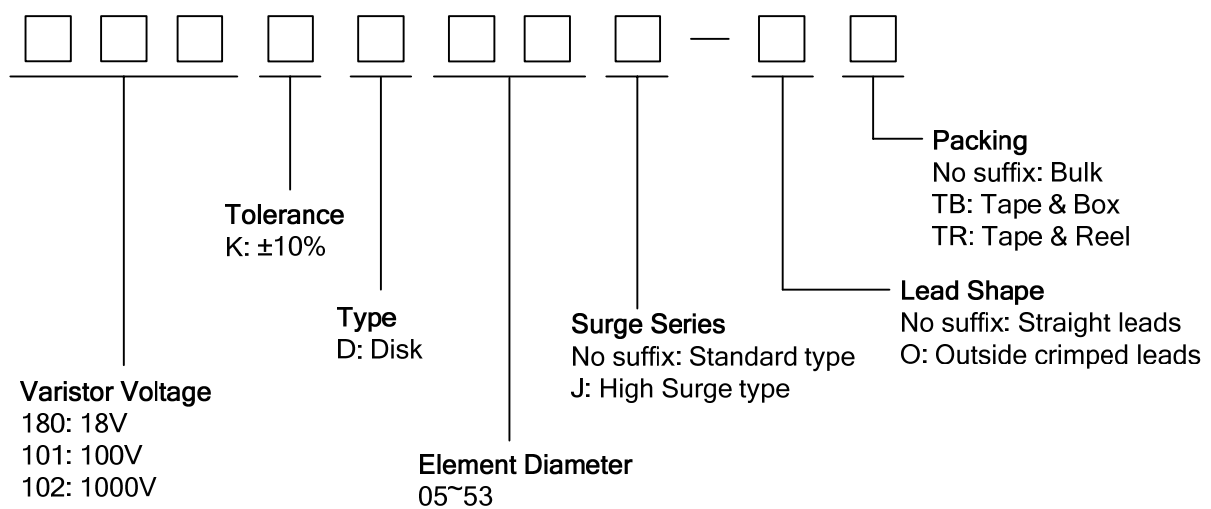 Packing
No suffix: Bulk
TB: Tape & Box
TR: Tape & Reel
Tolerance
K: ±10%
Lead Shape
No suffix: Straight leads
O: Outside crimped leads
Type
D: Disk
Surge Series
No suffix: Standard type
J: High Surge type
Varistor Voltage
180: 18V
101: 100V
102: 1000V
Element Diameter
05~53